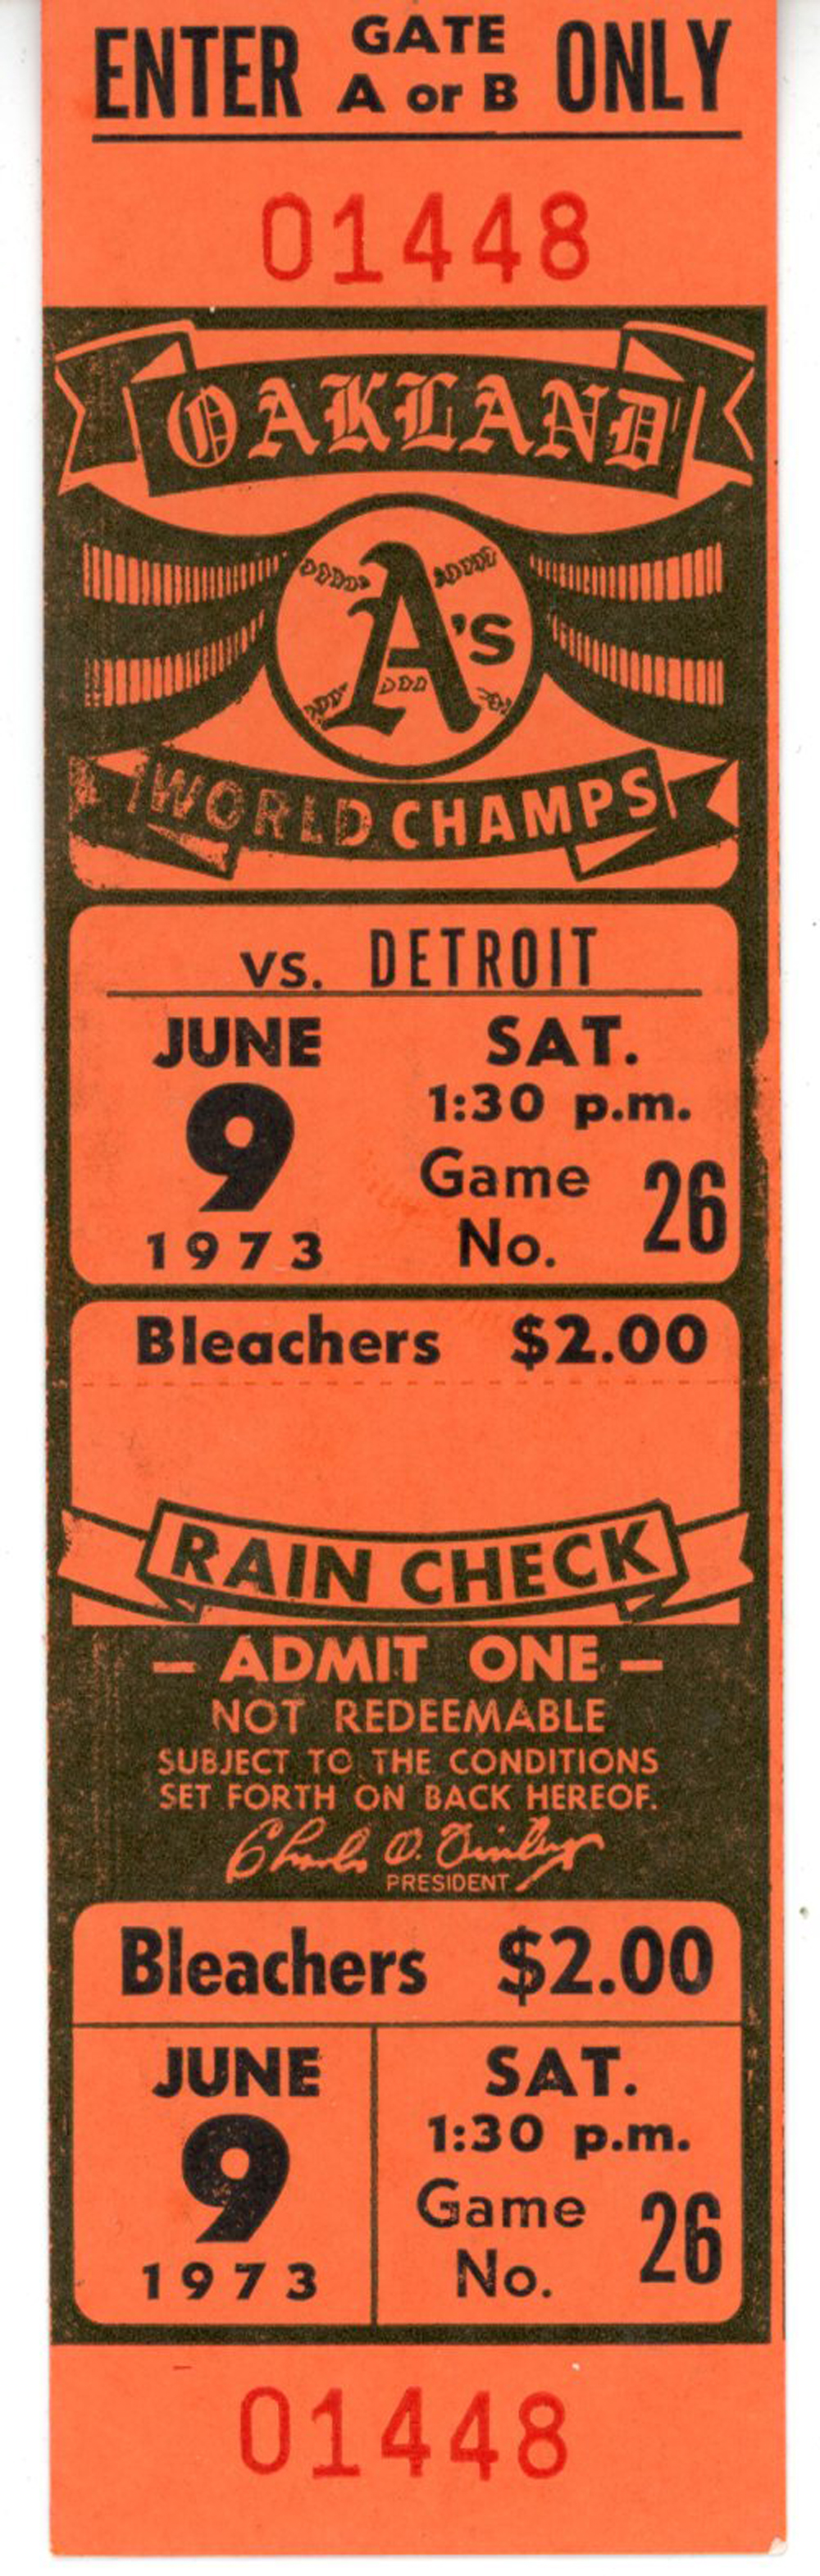 ENTER GATE A or B ONLY
01448
OAKLAND
A's
WORLD CHAMPS
vs. DETROIT
JUNE SAT.
9 1:30 p.m.
1973 Game No. 26
Bleachers $2.00
RAIN CHECK
- ADMIT ONE -
NOT REDEEMABLE
SUBJECT TO THE CONDITIONS
SET FORTH ON BACK HEREOF.
Charles O. Finley
PRESIDENT
Bleachers $2.00
JUNE SAT.
9 1:30 p.m.
1973 Game No. 26
01448